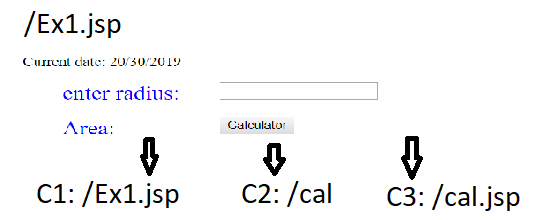 /Ex1.jsp
Current date: 20/30/2019
enter radius:
Area: Calculator
C1: /Ex1.jsp C2: /cal C3: /cal.jsp